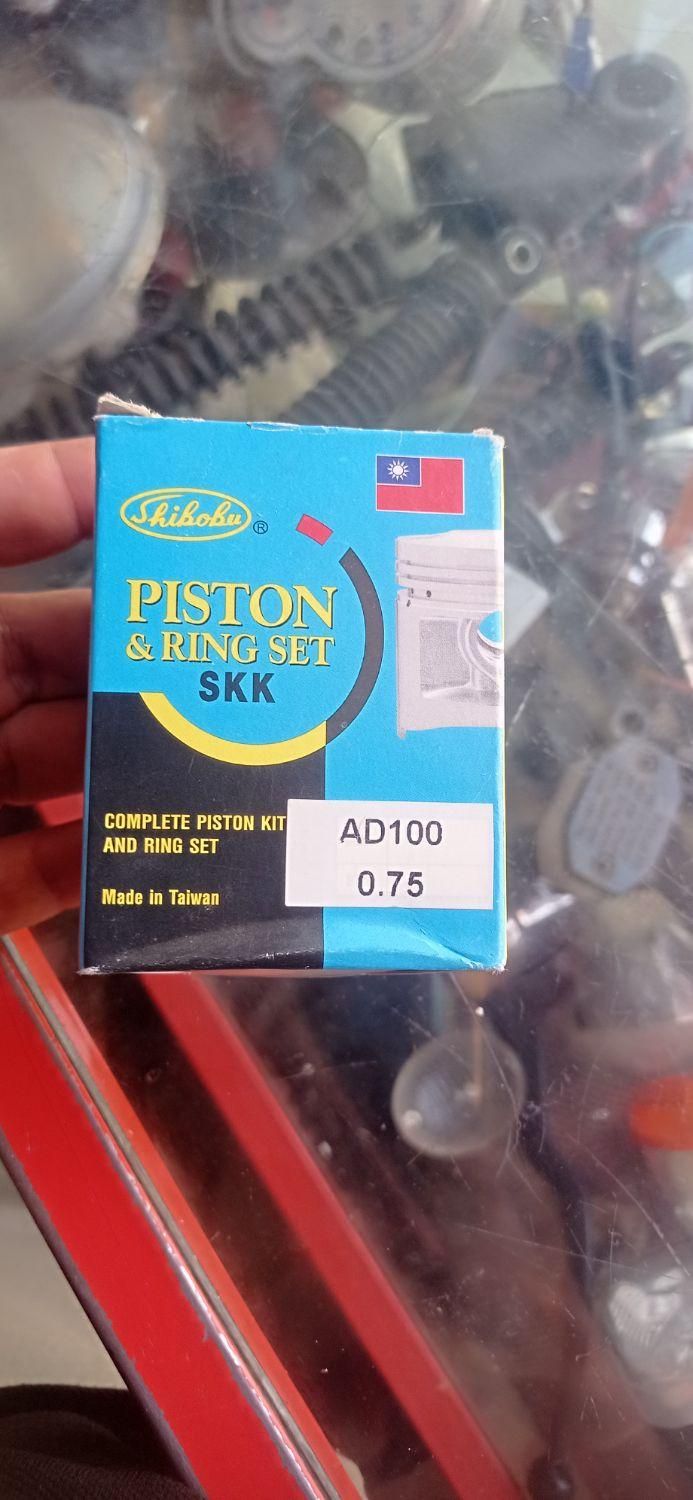 Shibobu ®
PISTON
& RING SET
SKK
COMPLETE PISTON KIT
AND RING SET
Made in Taiwan
AD100
0.75